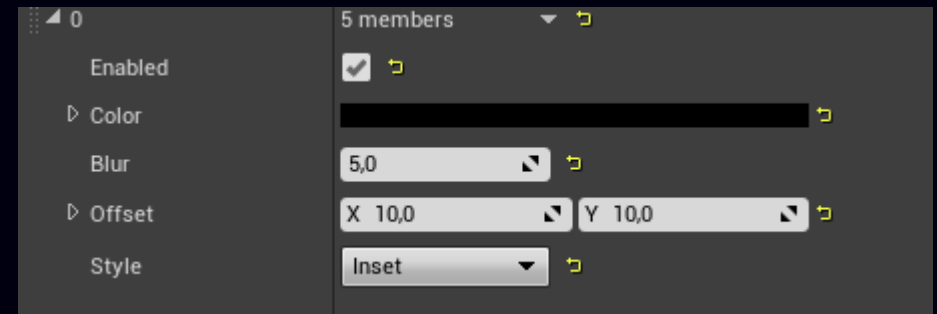 0 5 members
Enabled
Color
Blur 5,0
Offset X 10,0 Y 10,0
Style Inset